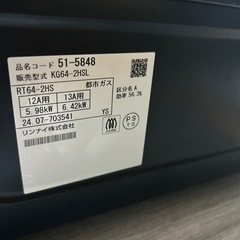 品名コード 51-5848
販売型式 KG64-2HSL
RT64-2HS 都市ガス
12A用 13A用
5.98kW 6.42kW
YS
24.07-703541
リンナイ株式会社
区分名 A
効率 56.3%
PS
TG